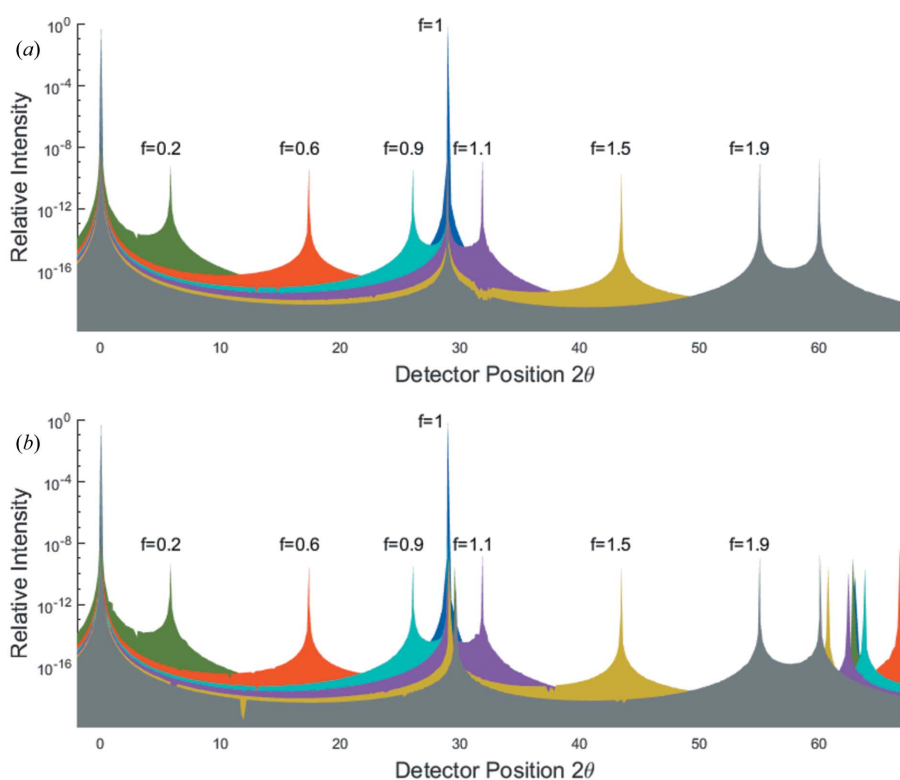 (a)
Relative Intensity
10^0
10^-4
10^-8
10^-12
10^-16
f=1
f=0.2 f=0.6 f=0.9 f=1.1 f=1.5 f=1.9
0 10 20 30 40 50 60
Detector Position 2θ
(b)
Relative Intensity
10^0
10^-4
10^-8
10^-12
10^-16
f=1
f=0.2 f=0.6 f=0.9 f=1.1 f=1.5 f=1.9
0 10 20 30 40 50 60
Detector Position 2θ